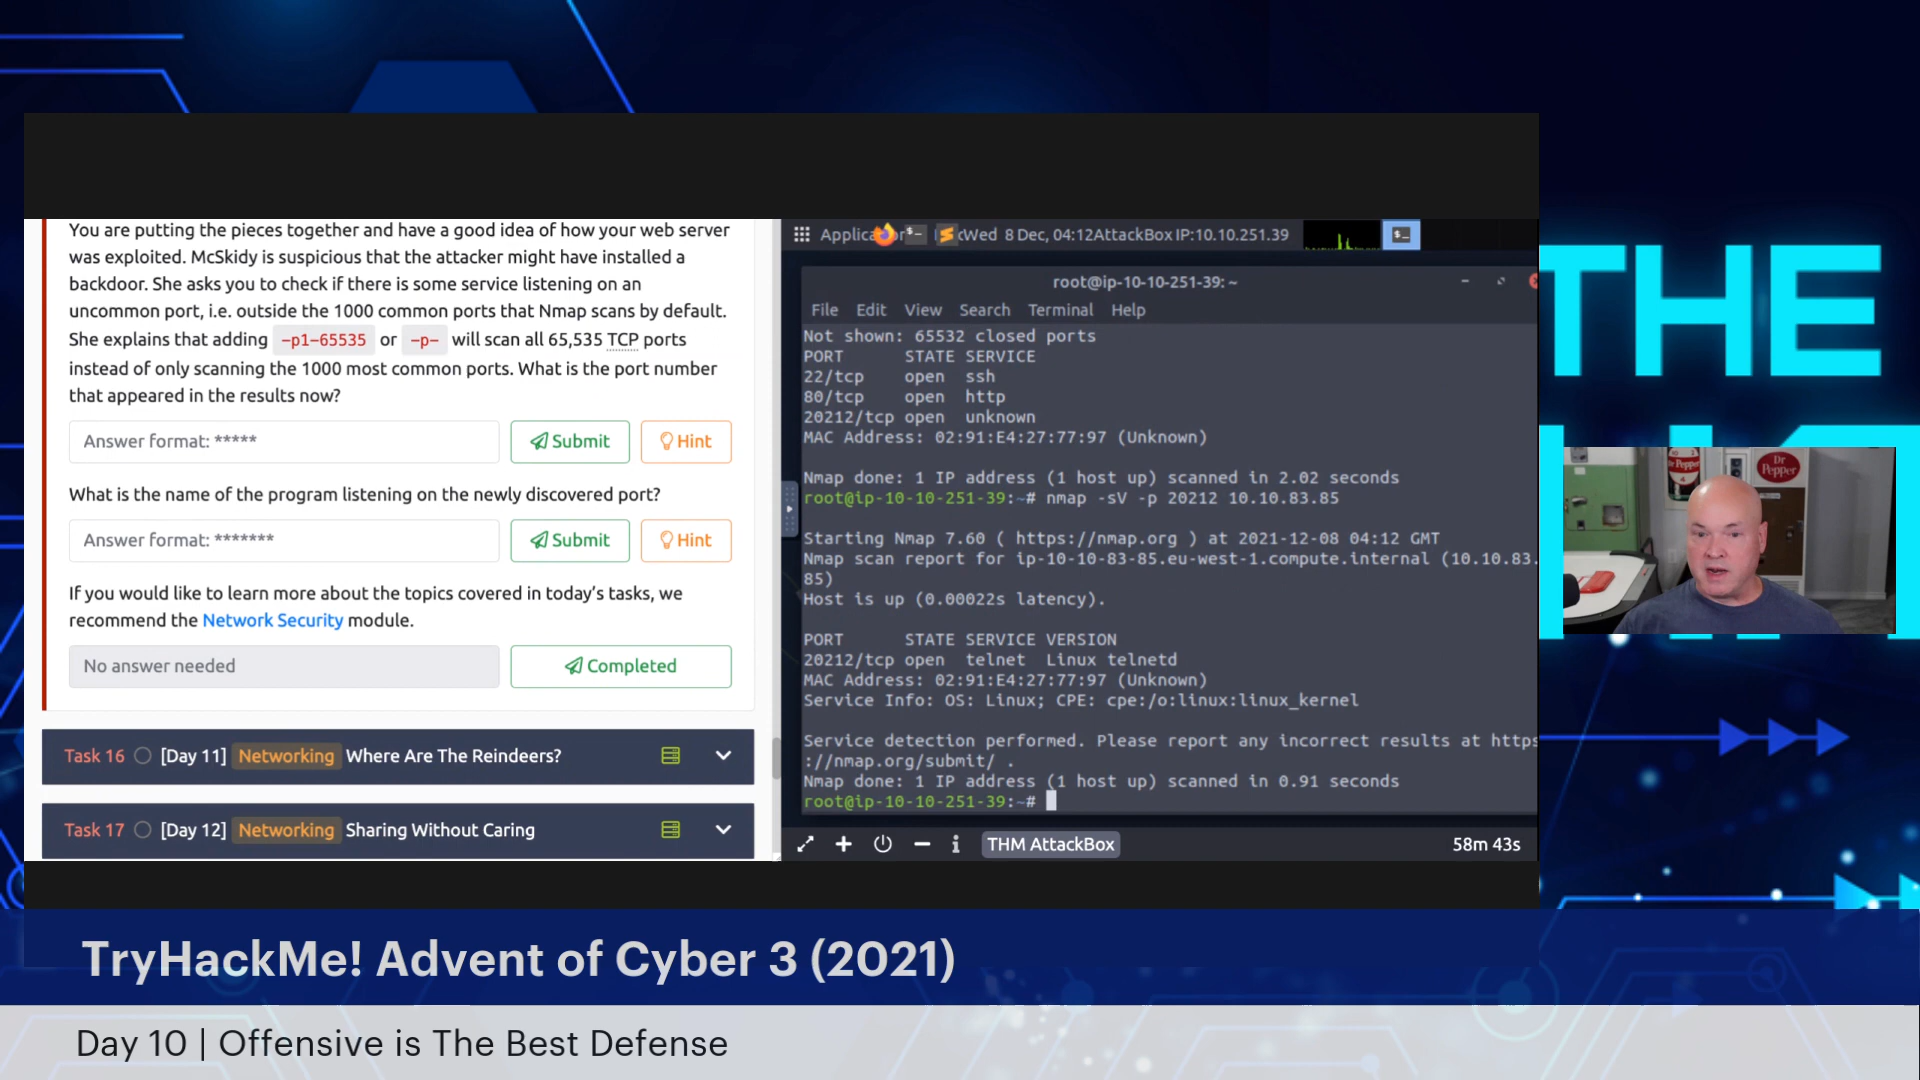 You are putting the pieces together and have a good idea of how your web server
was exploited. McSkidy is suspicious that the attacker might have installed a
backdoor. She asks you to check if there is some service listening on an
uncommon port, i.e. outside the 1000 common ports that Nmap scans by default.
She explains that adding -p1-65535 or -p- will scan all 65,535 TCP ports
instead of only scanning the 1000 most common ports. What is the port number
that appeared in the results now?
Answer format: *****
Submit
Hint
What is the name of the program listening on the newly discovered port?
Answer format: *******
Submit
Hint
If you would like to learn more about the topics covered in today's tasks, we
recommend the Network Security module.
No answer needed
Completed
Task 16 [Day 11] Networking Where Are The Reindeers?
Task 17 [Day 12] Networking Sharing Without Caring
Wed 8 Dec, 04:12 AttackBox IP:10.10.251.39
root@ip-10-10-251-39: ~
File Edit View Search Terminal Help
Not shown: 65532 closed ports
PORT STATE SERVICE
22/tcp open ssh
80/tcp open http
20212/tcp open unknown
MAC Address: 02:91:E4:27:77:97 (Unknown)
Nmap done: 1 IP address (1 host up) scanned in 2.02 seconds
root@ip-10-10-251-39:~# nmap -sV -p 20212 10.10.83.85
Starting Nmap 7.60 ( https://nmap.org ) at 2021-12-08 04:12 GMT
Nmap scan report for ip-10-10-83-85.eu-west-1.compute.internal (10.10.83.
85)
Host is up (0.00022s latency).
PORT STATE SERVICE VERSION
20212/tcp open telnet Linux telnetd
MAC Address: 02:91:E4:27:77:97 (Unknown)
Service Info: OS: Linux; CPE: cpe:/o:linux:linux_kernel
Service detection performed. Please report any incorrect results at https
://nmap.org/submit/ .
Nmap done: 1 IP address (1 host up) scanned in 0.91 seconds
root@ip-10-10-251-39:~#
THM AttackBox
58m 43s
THE
Dr Pepper
Dr Pepper
TryHackMe! Advent of Cyber 3 (2021)
Day 10 | Offensive is The Best Defense